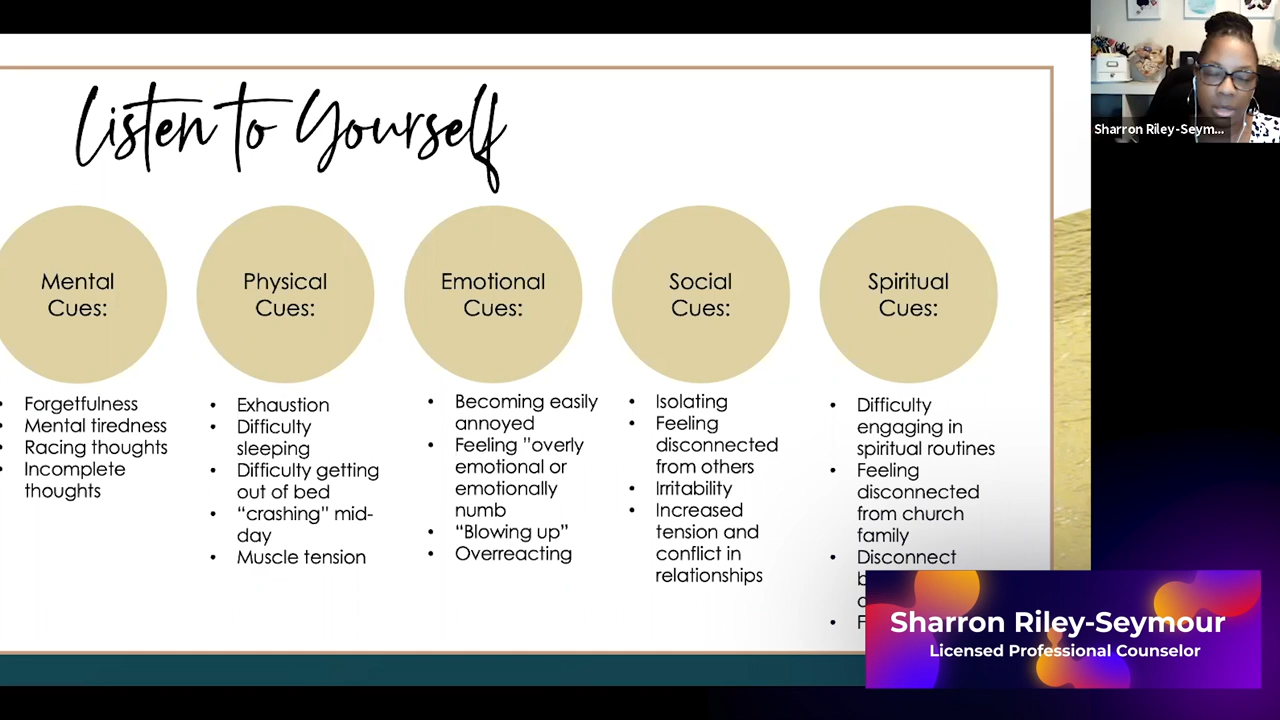 Listen to Yourself
Mental
Cues:
• Forgetfulness
• Mental tiredness
• Racing thoughts
• Incomplete
thoughts
Physical
Cues:
• Exhaustion
• Difficulty
sleeping
• Difficulty getting
out of bed
• “crashing” mid-
day
• Muscle tension
Emotional
Cues:
• Becoming easily
annoyed
• Feeling "overly
emotional or
emotionally
numb
• “Blowing up”
• Overreacting
Social
Cues:
• Isolating
• Feeling
disconnected
from others
• Irritability
• Increased
tension and
conflict in
relationships
Spiritual
Cues:
• Difficulty
engaging in
spiritual routines
• Feeling
disconnected
from church
family
• Disconnect
Sharron Riley-Seym...
Sharron Riley-Seymour
Licensed Professional Counselor